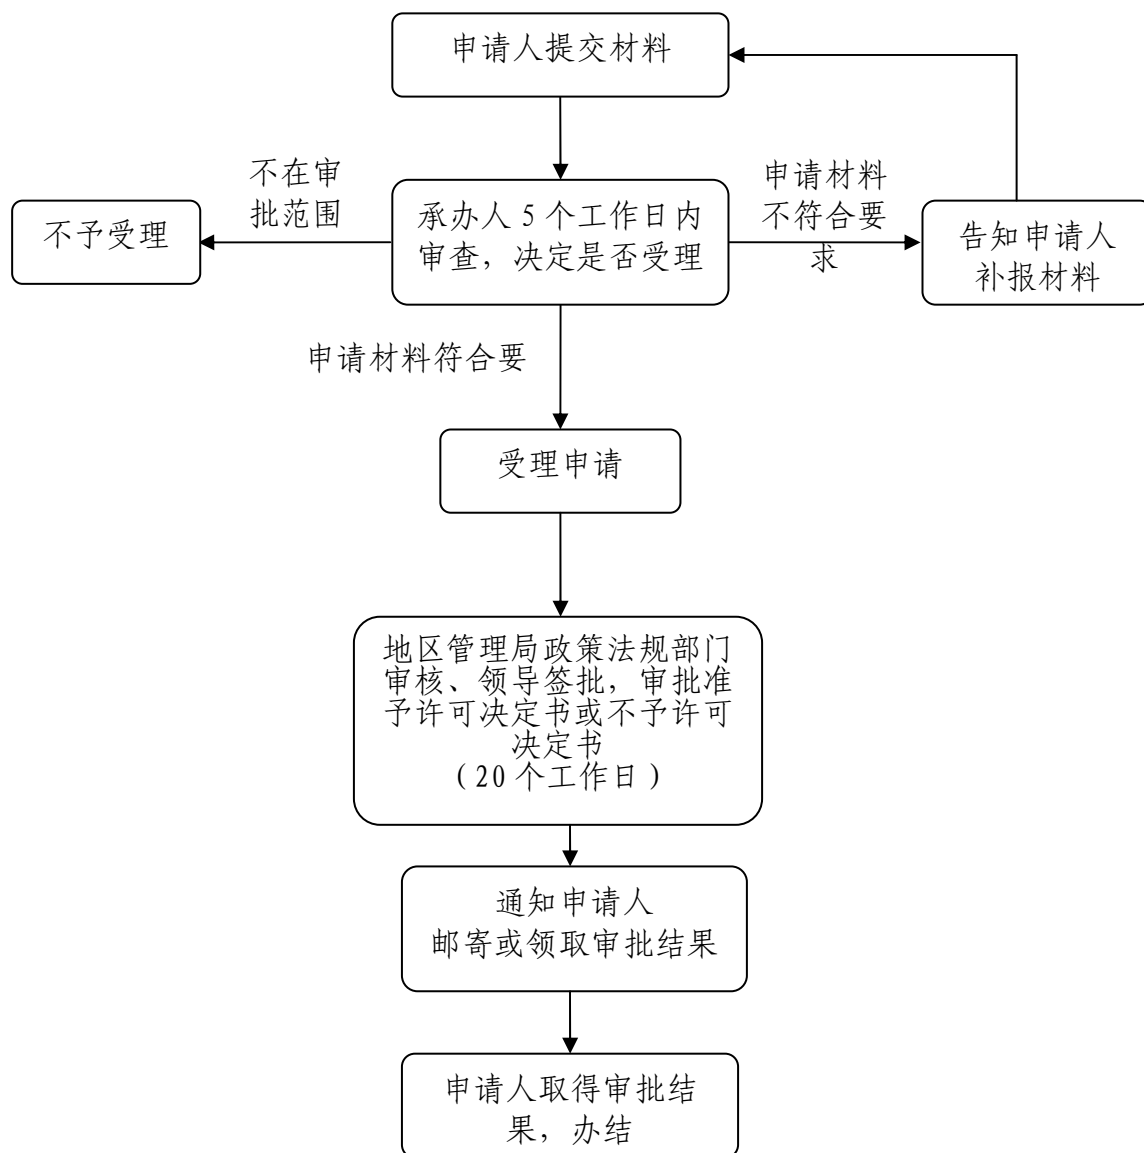 申请人提交材料
不在审
批范围
申请材料
不符合要
求
不予受理
承办人 5 个工作日内
审查，决定是否受理
告知申请人
补报材料
申请材料符合要
受理申请
地区管理局政策法规部门
审核、领导签批，审批准
予许可决定书或不予许可
决定书
（20 个工作日）
通知申请人
邮寄或领取审批结果
申请人取得审批结
果，办结